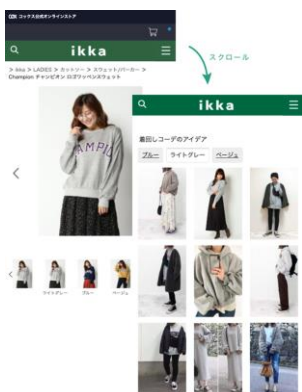 コックス公式オンラインストア
ikka
スクロール
> ikka > LADIES > カットソー > スウェット/パーカー >
Champion チャンピオン ロゴワッペンスウェット
ikka
着回しコーデのアイデア
ブルー ライトグレー ベージュ
ライトグレー ブルー ベージュ